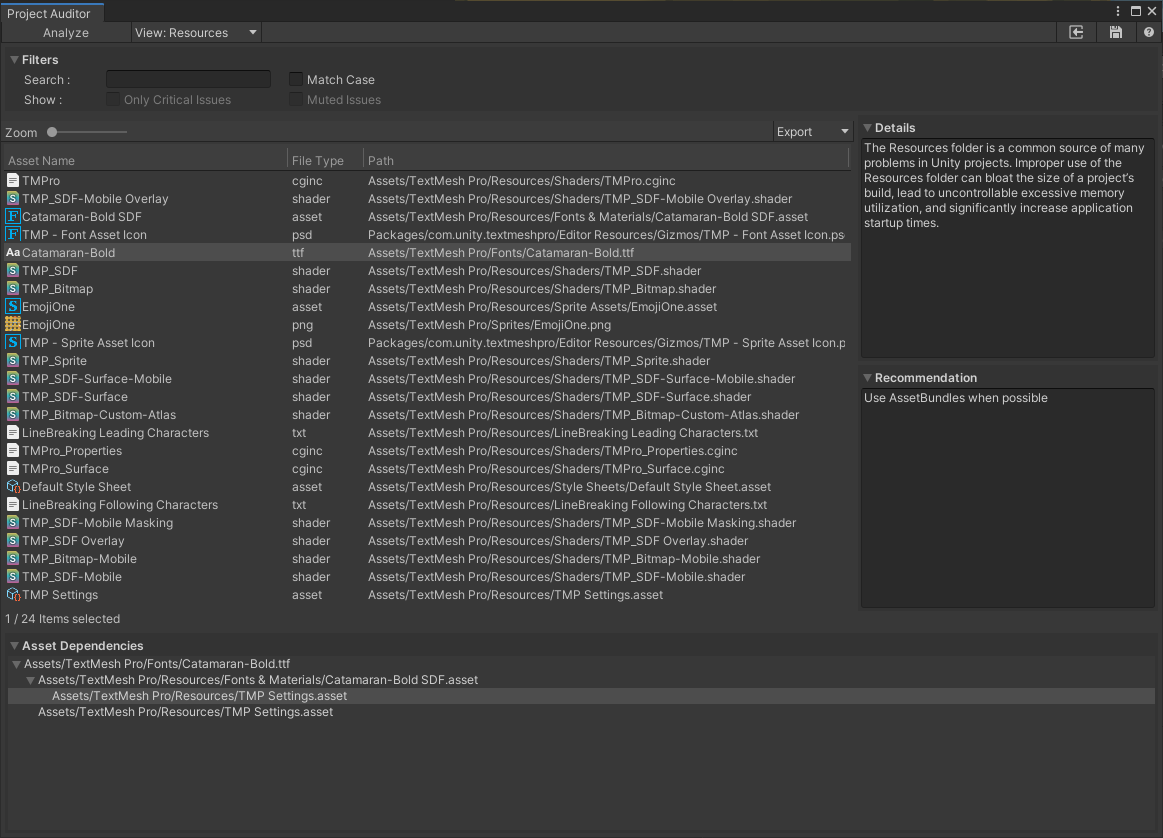 Project Auditor
Analyze View: Resources
Filters
Search :
Match Case
Show :
Only Critical Issues
Muted Issues
Zoom
Export
Asset Name File Type Path
TMPro cginc Assets/TextMesh Pro/Resources/Shaders/TMPro.cginc
TMP_SDF-Mobile Overlay shader Assets/TextMesh Pro/Resources/Shaders/TMP_SDF-Mobile Overlay.shader
Catamaran-Bold SDF asset Assets/TextMesh Pro/Resources/Fonts & Materials/Catamaran-Bold SDF.asset
TMP - Font Asset Icon psd Packages/com.unity.textmeshpro/Editor Resources/Gizmos/TMP - Font Asset Icon.ps
Catamaran-Bold ttf Assets/TextMesh Pro/Fonts/Catamaran-Bold.ttf
TMP_SDF shader Assets/TextMesh Pro/Resources/Shaders/TMP_SDF.shader
TMP_Bitmap shader Assets/TextMesh Pro/Resources/Shaders/TMP_Bitmap.shader
EmojiOne asset Assets/TextMesh Pro/Resources/Sprite Assets/EmojiOne.asset
EmojiOne png Assets/TextMesh Pro/Sprites/EmojiOne.png
TMP - Sprite Asset Icon psd Packages/com.unity.textmeshpro/Editor Resources/Gizmos/TMP - Sprite Asset Icon.p
TMP_Sprite shader Assets/TextMesh Pro/Resources/Shaders/TMP_Sprite.shader
TMP_SDF-Surface-Mobile shader Assets/TextMesh Pro/Resources/Shaders/TMP_SDF-Surface-Mobile.shader
TMP_SDF-Surface shader Assets/TextMesh Pro/Resources/Shaders/TMP_SDF-Surface.shader
TMP_Bitmap-Custom-Atlas shader Assets/TextMesh Pro/Resources/Shaders/TMP_Bitmap-Custom-Atlas.shader
LineBreaking Leading Characters txt Assets/TextMesh Pro/Resources/LineBreaking Leading Characters.txt
TMPro_Properties cginc Assets/TextMesh Pro/Resources/Shaders/TMPro_Properties.cginc
TMPro_Surface cginc Assets/TextMesh Pro/Resources/Shaders/TMPro_Surface.cginc
Default Style Sheet asset Assets/TextMesh Pro/Resources/Style Sheets/Default Style Sheet.asset
LineBreaking Following Characters txt Assets/TextMesh Pro/Resources/LineBreaking Following Characters.txt
TMP_SDF-Mobile Masking shader Assets/TextMesh Pro/Resources/Shaders/TMP_SDF-Mobile Masking.shader
TMP_SDF Overlay shader Assets/TextMesh Pro/Resources/Shaders/TMP_SDF Overlay.shader
TMP_Bitmap-Mobile shader Assets/TextMesh Pro/Resources/Shaders/TMP_Bitmap-Mobile.shader
TMP_SDF-Mobile shader Assets/TextMesh Pro/Resources/Shaders/TMP_SDF-Mobile.shader
TMP Settings asset Assets/TextMesh Pro/Resources/TMP Settings.asset
1 / 24 Items selected
Details
The Resources folder is a common source of many
problems in Unity projects. Improper use of the
Resources folder can bloat the size of a project's
build, lead to uncontrollable excessive memory
utilization, and significantly increase application
startup times.
Recommendation
Use AssetBundles when possible
Asset Dependencies
Assets/TextMesh Pro/Fonts/Catamaran-Bold.ttf
Assets/TextMesh Pro/Resources/Fonts & Materials/Catamaran-Bold SDF.asset
Assets/TextMesh Pro/Resources/TMP Settings.asset
Assets/TextMesh Pro/Resources/TMP Settings.asset